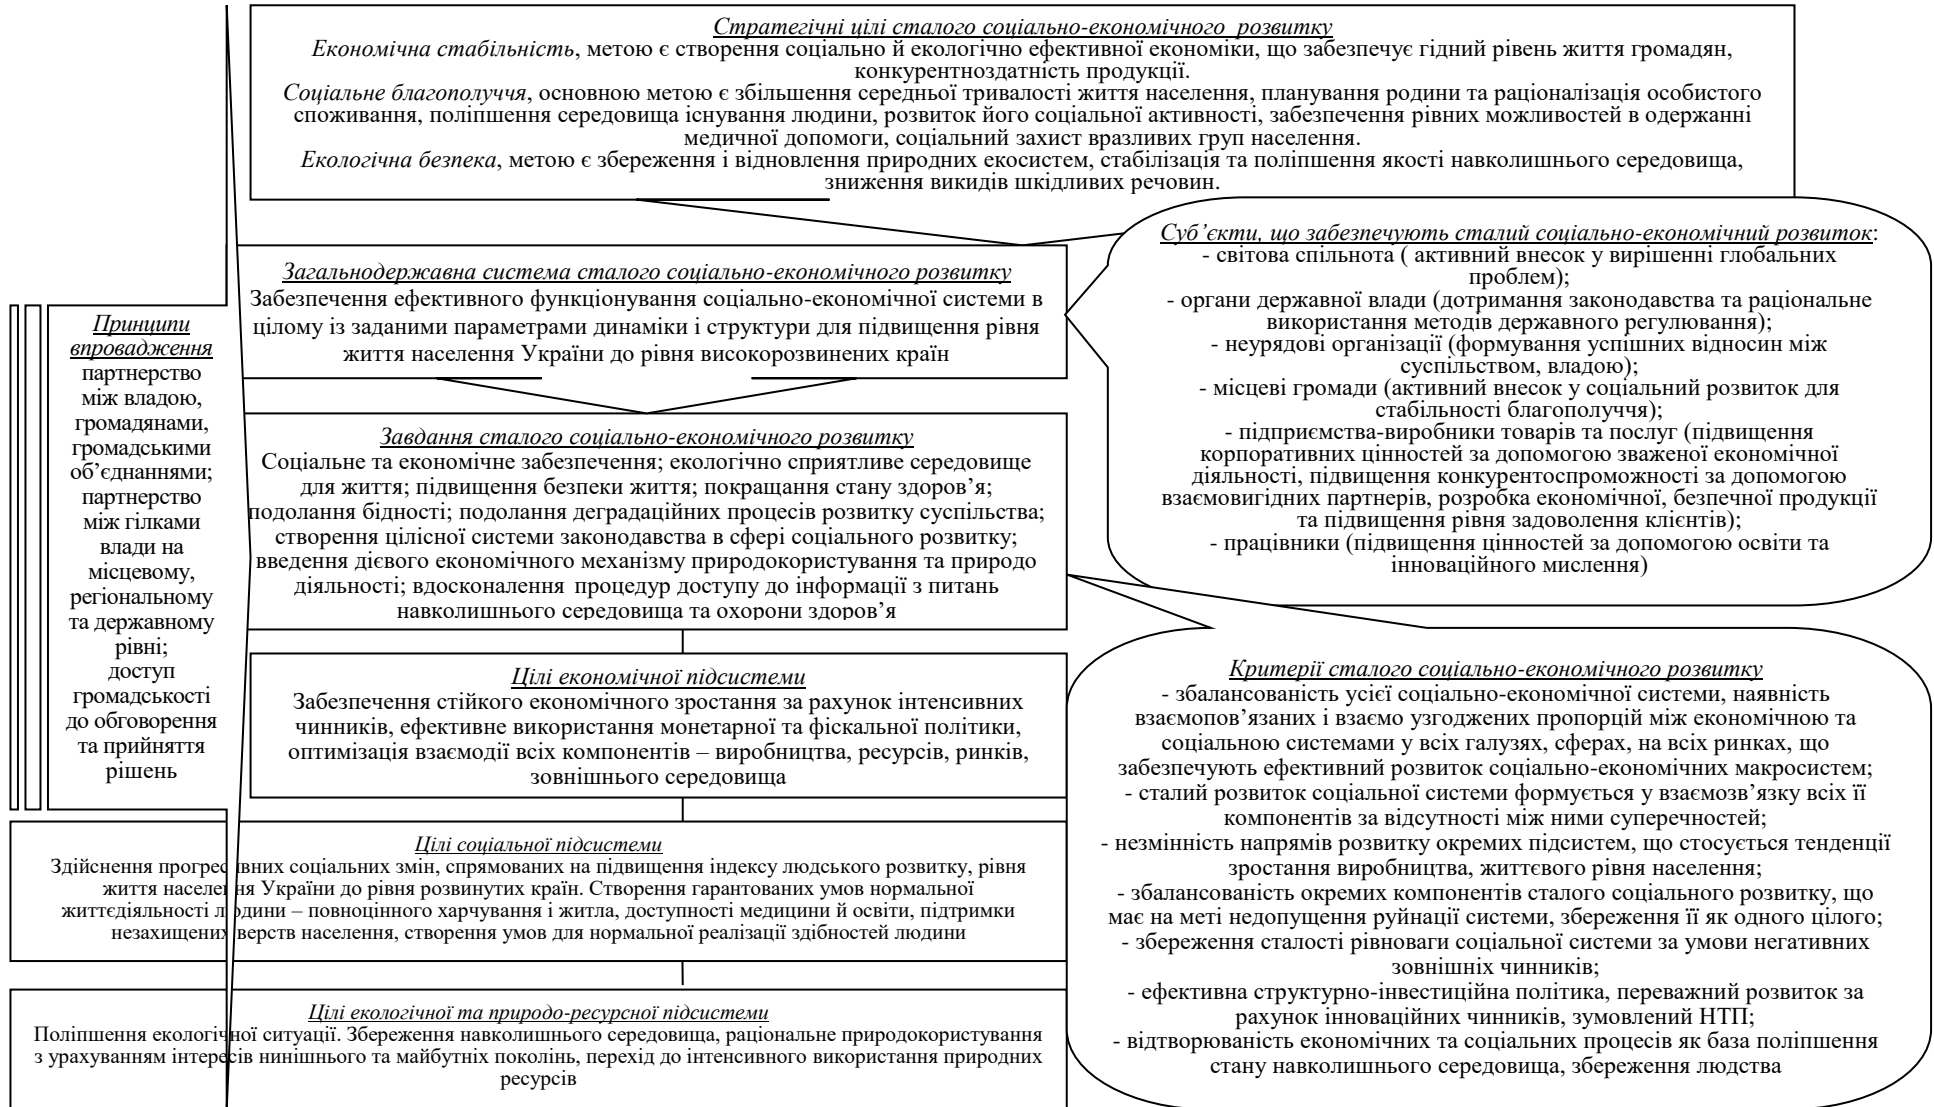 Стратегічні цілі сталого соціально-економічного розвитку
Економічна стабільність, метою є створення соціально й екологічно ефективної економіки, що забезпечує гідний рівень життя громадян,
конкурентноздатність продукції.
Соціальне благополуччя, основною метою є збільшення середньої тривалості життя населення, планування родини та раціоналізація особистого
споживання, поліпшення середовища існування людини, розвиток його соціальної активності, забезпечення рівних можливостей в одержанні
медичної допомоги, соціальний захист вразливих груп населення.
Екологічна безпека, метою є збереження і відновлення природних екосистем, стабілізація та поліпшення якості навколишнього середовища,
зниження викидів шкідливих речовин.
Принципи
впровадження
партнерство
між владою,
громадянами,
громадськими
об’єднаннями;
партнерство
між гілками
влади на
місцевому,
регіональному
та державному
рівні;
доступ
громадськості
до обговорення
та прийняття
рішень
Загальнодержавна система сталого соціально-економічного розвитку
Забезпечення ефективного функціонування соціально-економічної системи в
цілому із заданими параметрами динаміки і структури для підвищення рівня
життя населення України до рівня високорозвинених країн
Завдання сталого соціально-економічного розвитку
Соціальне та економічне забезпечення; екологічно сприятливе середовище
для життя; підвищення безпеки життя; покращання стану здоров’я;
подолання бідності; подолання деградаційних процесів розвитку суспільства;
створення цілісної системи законодавства в сфері соціального розвитку;
введення дієвого економічного механізму природокористування та природо
діяльності; вдосконалення процедур доступу до інформації з питань
навколишнього середовища та охорони здоров’я
Цілі економічної підсистеми
Забезпечення стійкого економічного зростання за рахунок інтенсивних
чинників, ефективне використання монетарної та фіскальної політики,
оптимізація взаємодії всіх компонентів – виробництва, ресурсів, ринків,
зовнішнього середовища
Цілі соціальної підсистеми
Здійснення прогресивних соціальних змін, спрямованих на підвищення індексу людського розвитку, рівня
життя населення України до рівня розвинутих країн. Створення гарантованих умов нормальної
життєдіяльності людини – повноцінного харчування і житла, доступності медицини й освіти, підтримки
незахищених верств населення, створення умов для нормальної реалізації здібностей людини
Цілі екологічної та природо-ресурсної підсистеми
Поліпшення екологічної ситуації. Збереження навколишнього середовища, раціональне природокористування
з урахуванням інтересів нинішнього та майбутніх поколінь, перехід до інтенсивного використання природних
ресурсів
Суб’єкти, що забезпечують сталий соціально-економічний розвиток:
- світова спільнота ( активний внесок у вирішенні глобальних
проблем);
- органи державної влади (дотримання законодавства та раціональне
використання методів державного регулювання);
- неурядові організації (формування успішних відносин між
суспільством, владою);
- місцеві громади (активний внесок у соціальний розвиток для
стабільності благополуччя);
- підприємства-виробники товарів та послуг (підвищення
корпоративних цінностей за допомогою зваженої економічної
діяльності, підвищення конкурентоспроможності за допомогою
взаємовигідних партнерів, розробка економічної, безпечної продукції
та підвищення рівня задоволення клієнтів);
- працівники (підвищення цінностей за допомогою освіти та
інноваційного мислення)
Критерії сталого соціально-економічного розвитку
- збалансованість усієї соціально-економічної системи, наявність
взаємопов’язаних і взаємо узгоджених пропорцій між економічною та
соціальною системами у всіх галузях, сферах, на всіх ринках, що
забезпечують ефективний розвиток соціально-економічних макросистем;
- сталий розвиток соціальної системи формується у взаємозв’язку всіх її
компонентів за відсутності між ними суперечностей;
- незмінність напрямів розвитку окремих підсистем, що стосується тенденції
зростання виробництва, життєвого рівня населення;
- збалансованість окремих компонентів сталого соціального розвитку, що
має на меті недопущення руйнації системи, збереження її як одного цілого;
- збереження сталості рівноваги соціальної системи за умови негативних
зовнішніх чинників;
- ефективна структурно-інвестиційна політика, переважний розвиток за
рахунок інноваційних чинників, зумовлений НТП;
- відтворюваність економічних та соціальних процесів як база поліпшення
стану навколишнього середовища, збереження людства